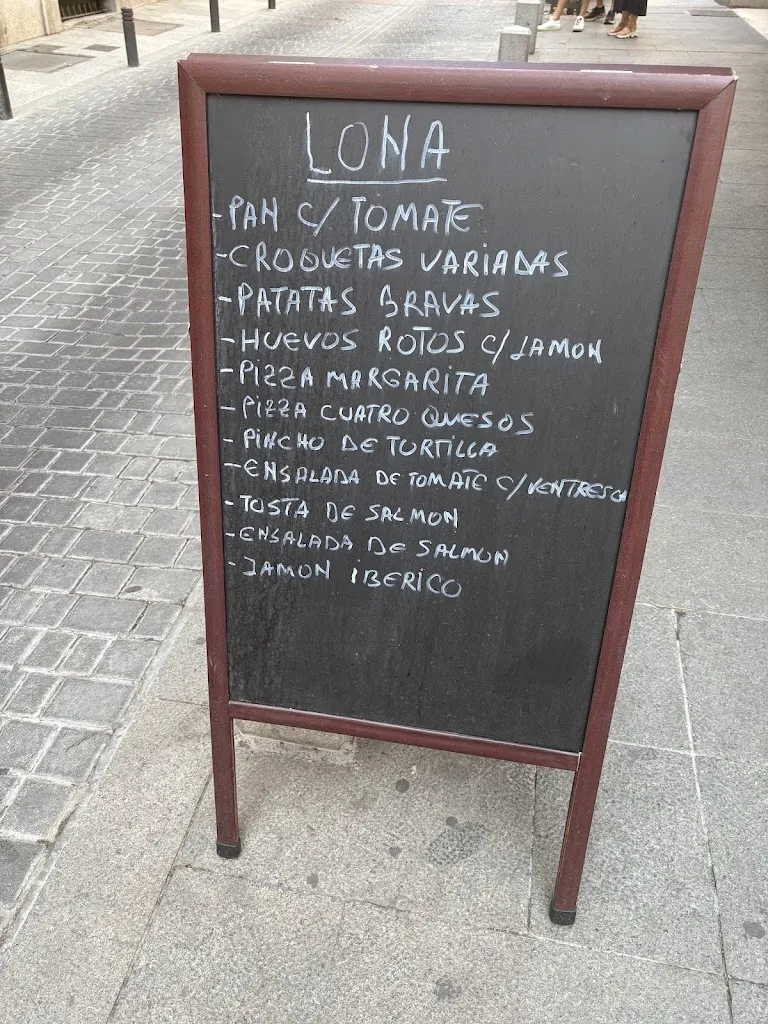 LONA
-PAN C/ TOMATE
-CROQUETAS VARIADAS
-PATATAS BRAVAS
-HUEVOS ROTOS C/JAMON
-PIZZA MARGARITA
-PIZZA CUATRO QUESOS
-PINCHO DE TORTILLA
-ENSALADA DE TOMATE C/VENTRESCA
-TOSTA DE SALMON
-ENSALADA DE SALMON
-JAMON IBERICO